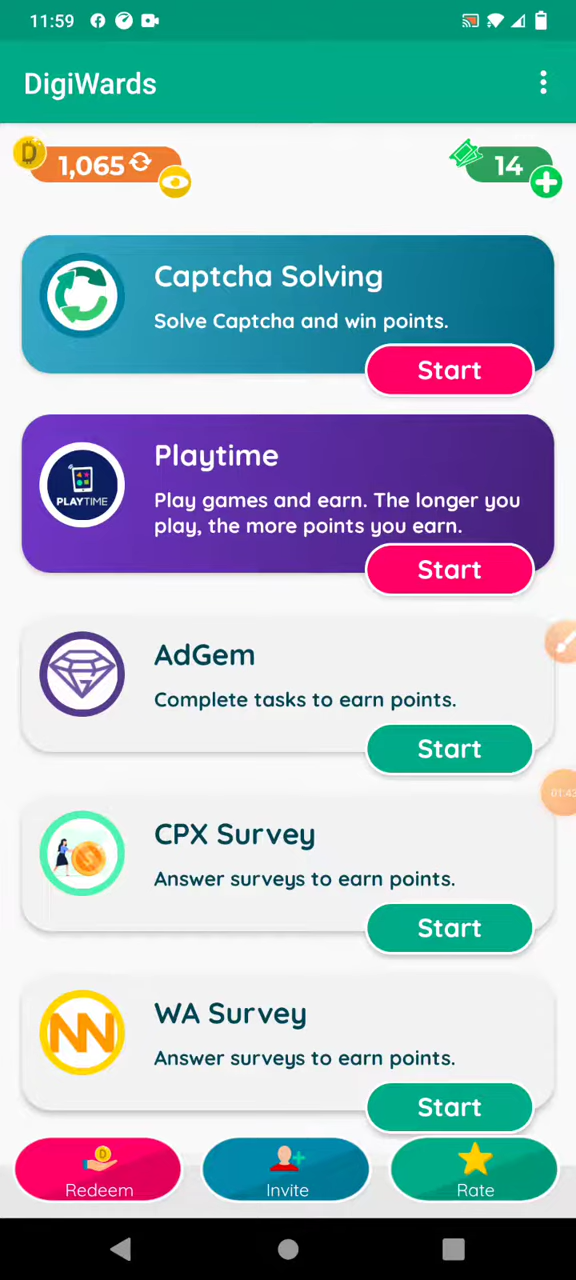 11:59
DigiWards
1,065
14
Captcha Solving
Solve Captcha and win points.
Start
PLAYTIME
Playtime
Play games and earn. The longer you
play, the more points you earn.
Start
AdGem
Complete tasks to earn points.
Start
01:43
CPX Survey
Answer surveys to earn points.
Start
WA Survey
Answer surveys to earn points.
Start
Redeem
Invite
Rate